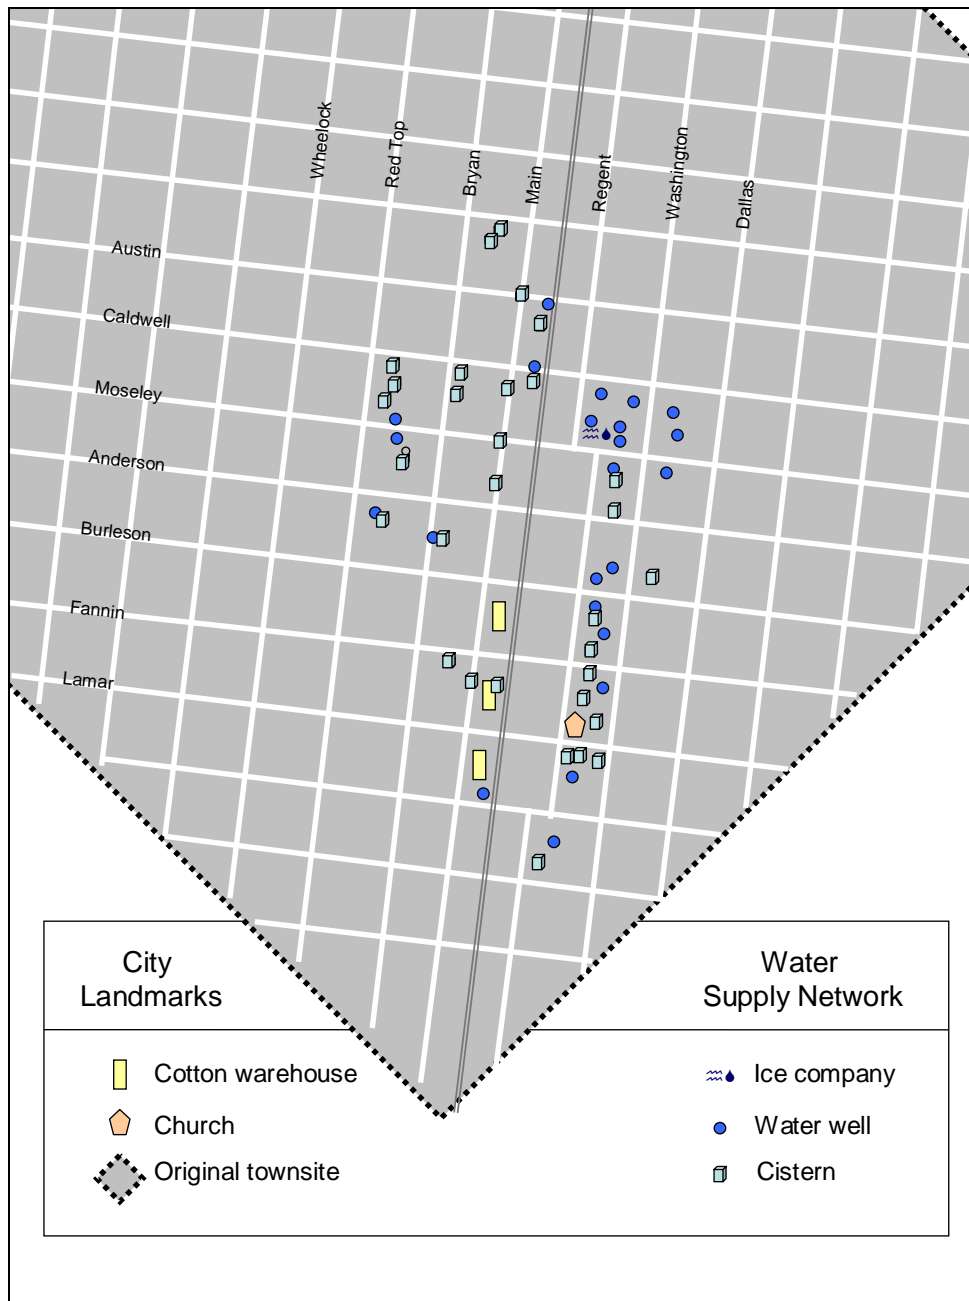 Wheelock
Red Top
Bryan
Main
Regent
Washington
Dallas
Austin
Caldwell
Moseley
Anderson
Burleson
Fannin
Lamar
City
Landmarks
Water
Supply Network
Cotton warehouse
Ice company
Church
Water well
Original townsite
Cistern